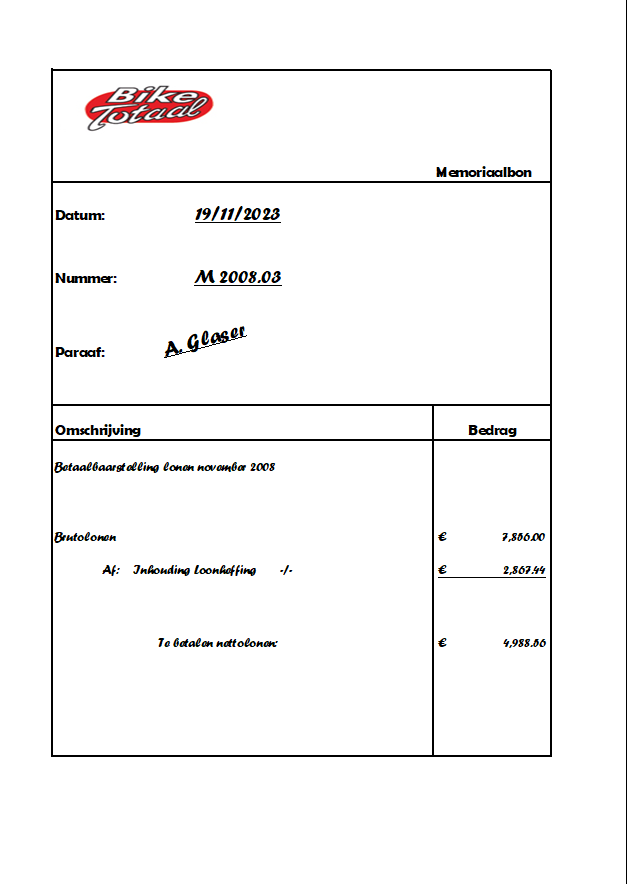 Bike
Totaal
Memoriaalbon
Datum: 19/11/2023
Nummer: M 2008.03
Paraaf: A. Glaser
Omschrijving Bedrag
Betaalbaarstelling lonen november 2008
Brutolonen € 7,856.00
Af: Inhouding Loonheffing -/- € 2,867.44
Te betalen nettolonen: € 4,988.56